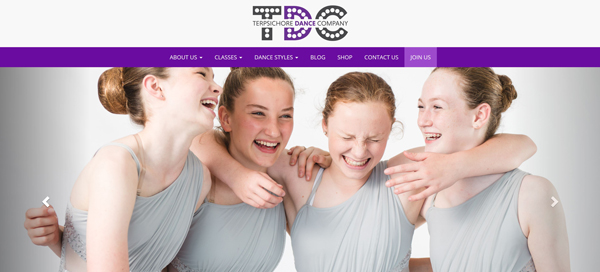 TDC
TERPSICHORE DANCE COMPANY
ABOUT US CLASSES DANCE STYLES BLOG SHOP CONTACT US JOIN US